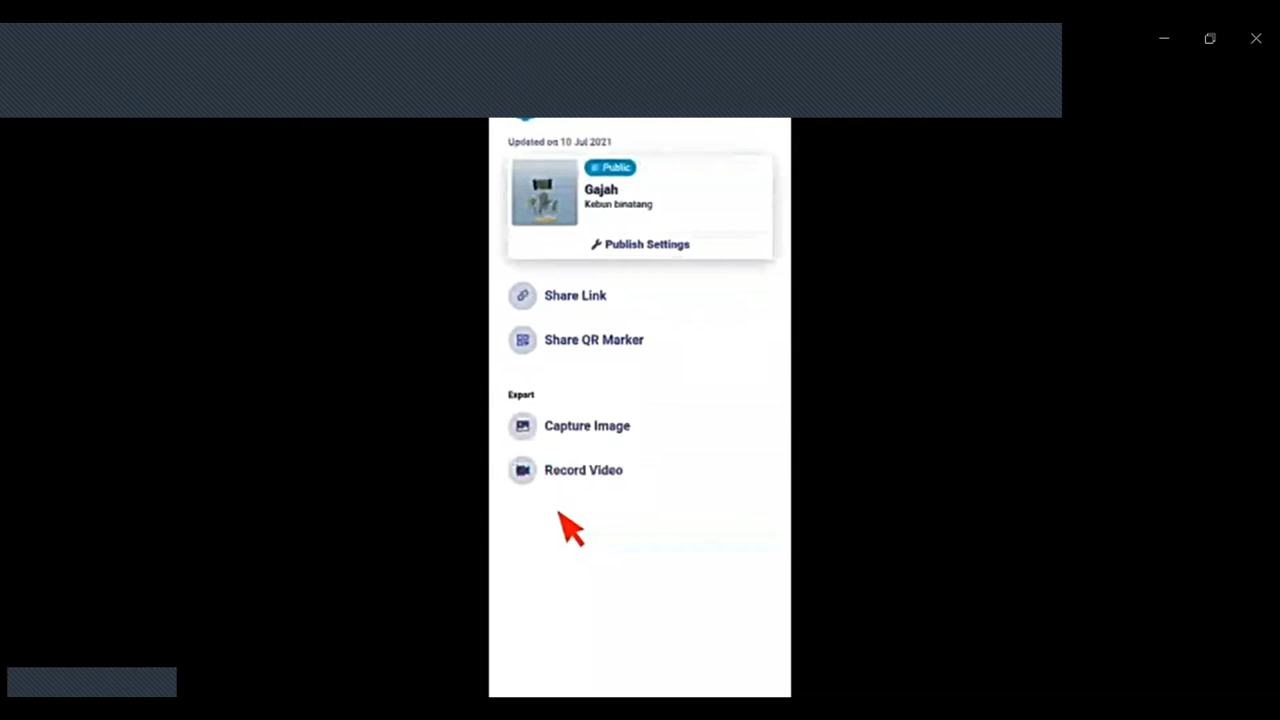 Updated on 10 Jul 2021
Public
Gajah
Kebun binatang
Publish Settings
Share Link
Share QR Marker
Export
Capture Image
Record Video